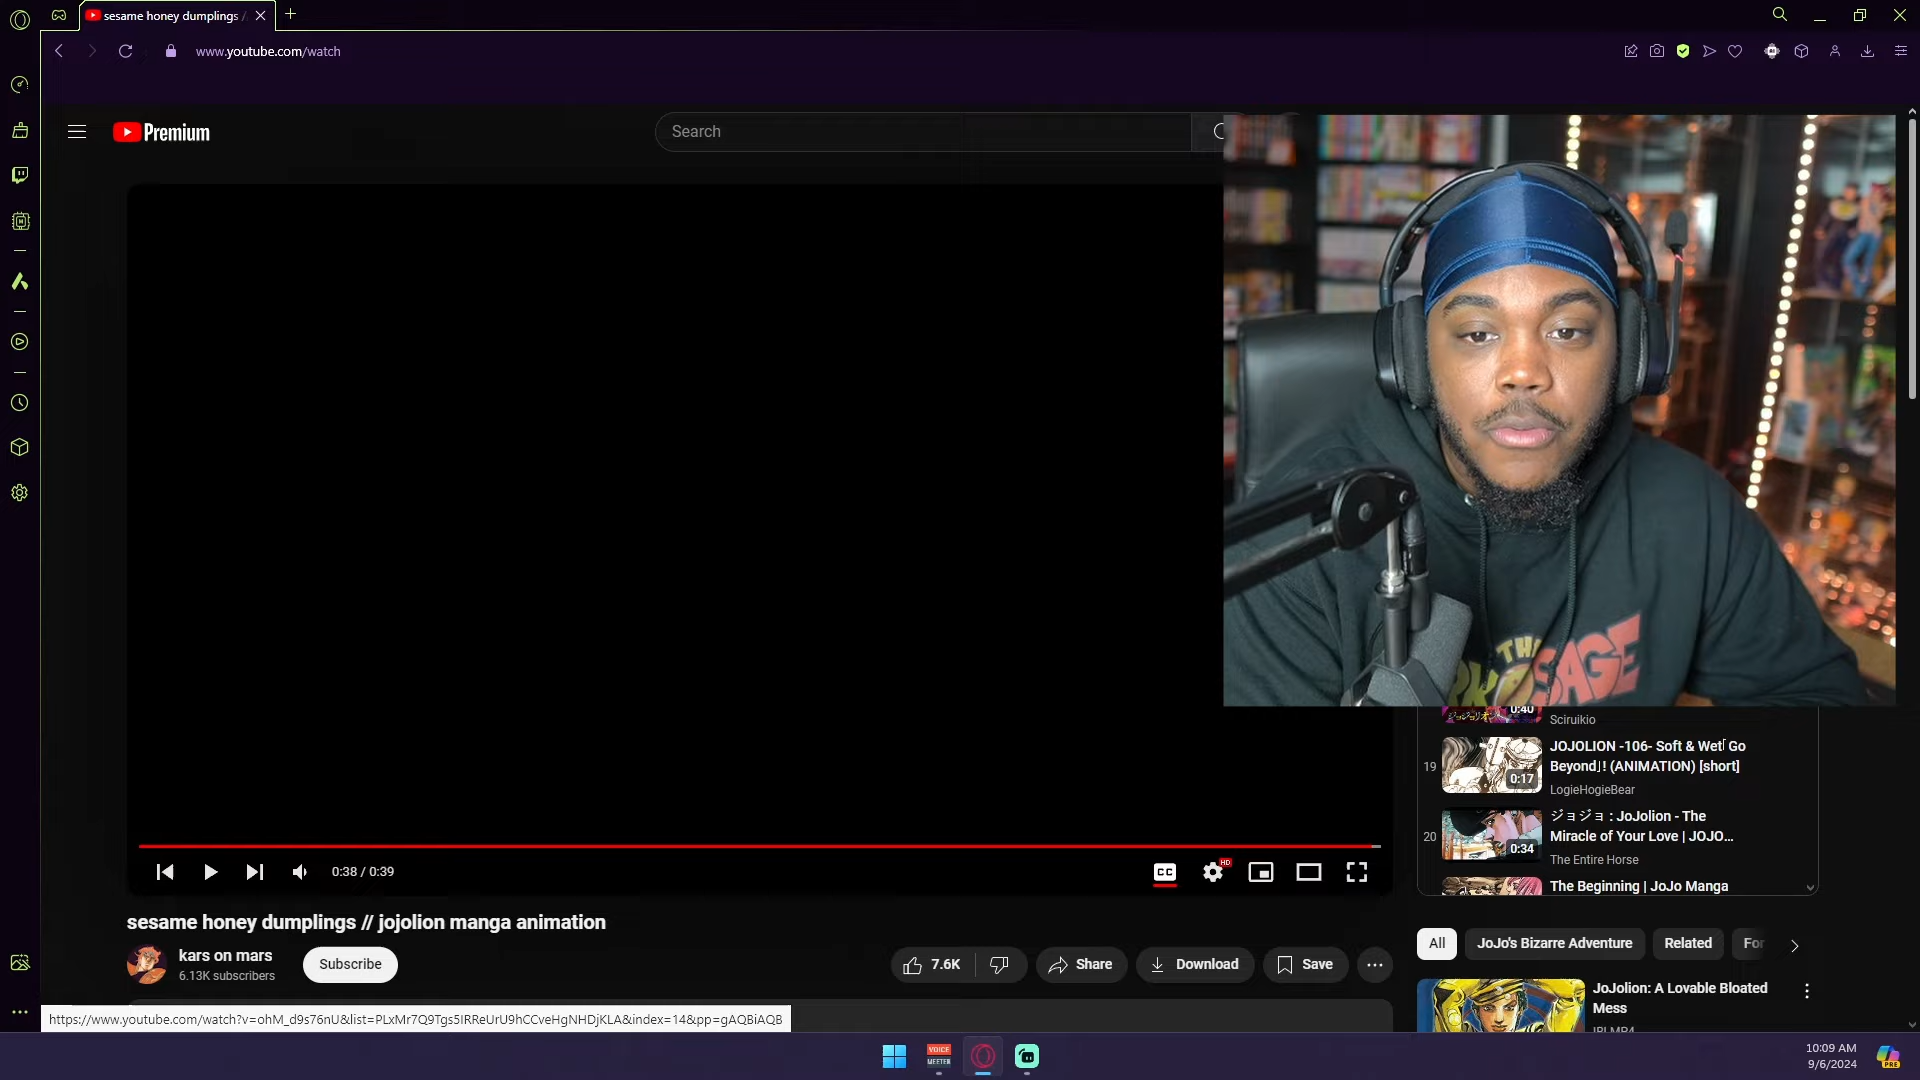 sesame honey dumplings /
www.youtube.com/watch
Premium
Search
THE
SAGE
0:40
Sciruikio
19
JOJOLION -106- Soft & Wet「Go
Beyond」! (ANIMATION) [short]
0:17
LogieHogieBear
20
ジョジョ : JoJolion - The
Miracle of Your Love | JOJO...
0:34
The Entire Horse
The Beginning | JoJo Manga
0:38 / 0:39
CC
HD
sesame honey dumplings // jojolion manga animation
kars on mars
6.13K subscribers
Subscribe
7.6K
Share
Download
Save
All
JoJo's Bizarre Adventure
Related
For
JoJolion: A Lovable Bloated
Mess
https://www.youtube.com/watch?v=ohM_d9s76nU&list=PLxMr7Q9Tgs5IRReUrU9hCCveHgNHDjKLA&index=14&pp=gAQBiAQB
VOICE
MEETER
10:09 AM
9/6/2024
PRE